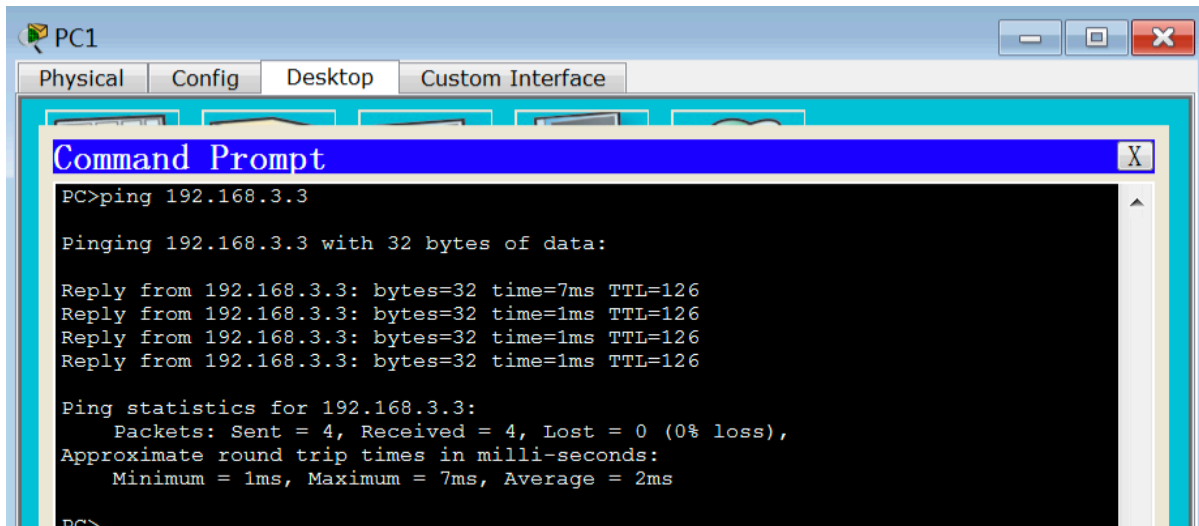 PC1
Physical Config Desktop Custom Interface
Command Prompt X
PC>ping 192.168.3.3
Pinging 192.168.3.3 with 32 bytes of data:
Reply from 192.168.3.3: bytes=32 time=7ms TTL=126
Reply from 192.168.3.3: bytes=32 time=1ms TTL=126
Reply from 192.168.3.3: bytes=32 time=1ms TTL=126
Reply from 192.168.3.3: bytes=32 time=1ms TTL=126
Ping statistics for 192.168.3.3:
Packets: Sent = 4, Received = 4, Lost = 0 (0% loss),
Approximate round trip times in milli-seconds:
Minimum = 1ms, Maximum = 7ms, Average = 2ms
PC>